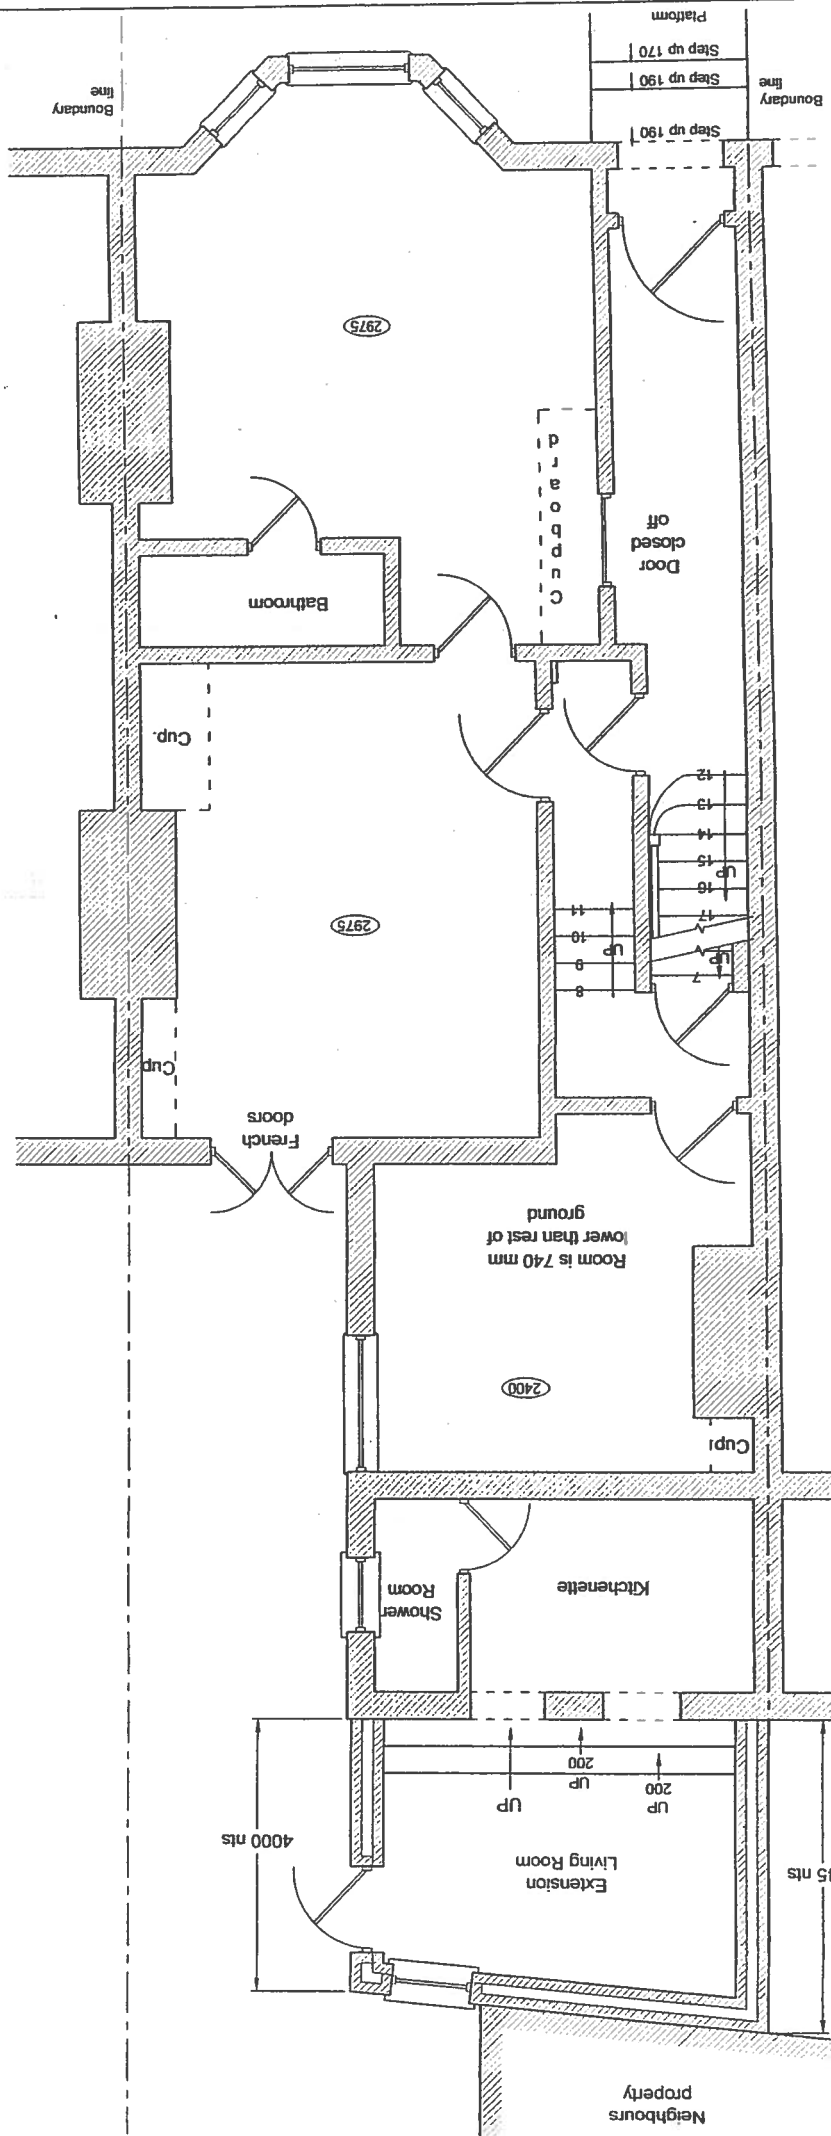 Neighbours
property
nts
Extension
Living Room
4000 nts
UP
200
UP
200
UP
Kitchenette
Shower
Room
Cup
2400
Room is 740 mm
lower than rest of
ground
French
doors
Cup
7
UP
17
16
UP
15
14
13
12
8
9
UP
10
11
2975
Cup.
Door
closed
off
Cupboard
Bathroom
2975
Boundary
line
Step up 190
Step up 190
Step up 170
Platform
Boundary
line